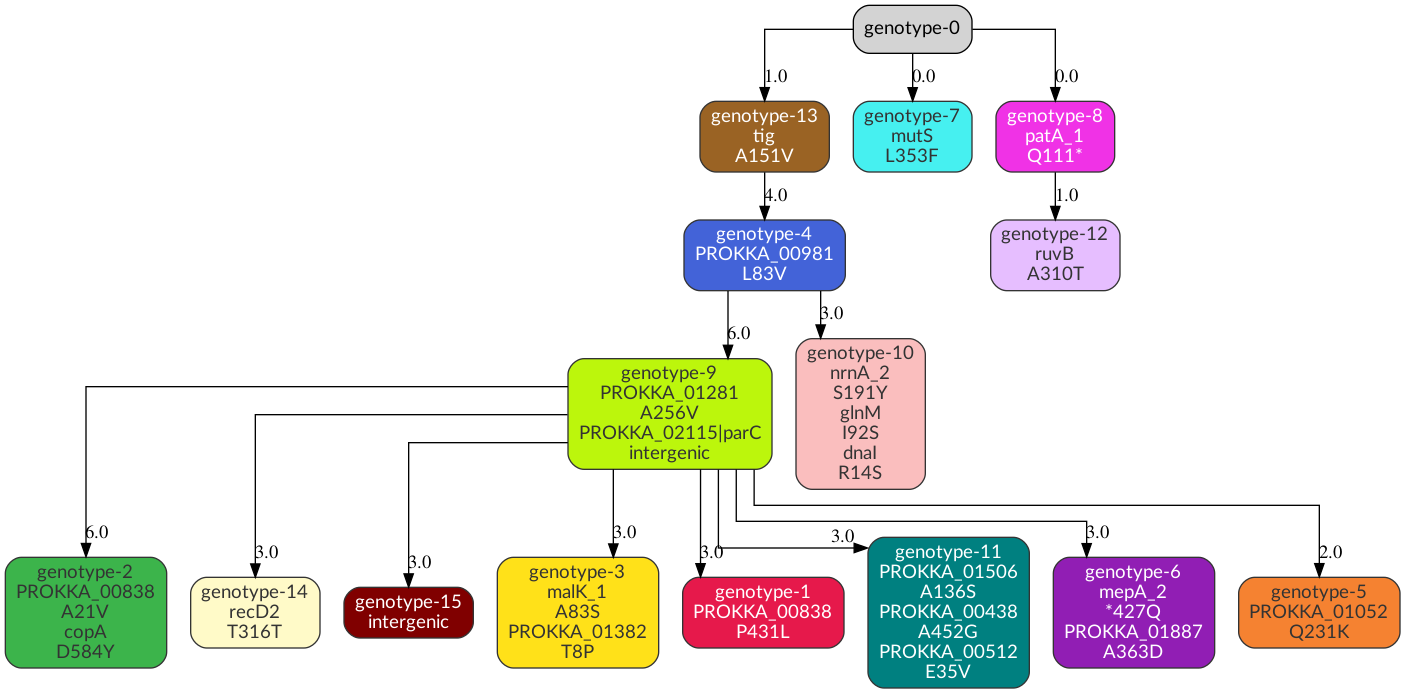 genotype-0
1.0
0.0
0.0
genotype-13
tig
A151V
genotype-7
mutS
L353F
genotype-8
patA_1
Q111*
4.0
1.0
genotype-4
PROKKA_00981
L83V
genotype-12
ruvB
A310T
6.0
3.0
genotype-9
PROKKA_01281
A256V
PROKKA_02115|parC
intergenic
genotype-10
nrnA_2
S191Y
glnM
I92S
dnaI
R14S
6.0
3.0
3.0
3.0
3.0
3.0
3.0
2.0
genotype-2
PROKKA_00838
A21V
copA
D584Y
genotype-14
recD2
T316T
genotype-15
intergenic
genotype-3
malK_1
A83S
PROKKA_01382
T8P
genotype-1
PROKKA_00838
P431L
genotype-11
PROKKA_01506
A136S
PROKKA_00438
A452G
PROKKA_00512
E35V
genotype-6
mepA_2
*427Q
PROKKA_01887
A363D
genotype-5
PROKKA_01052
Q231K